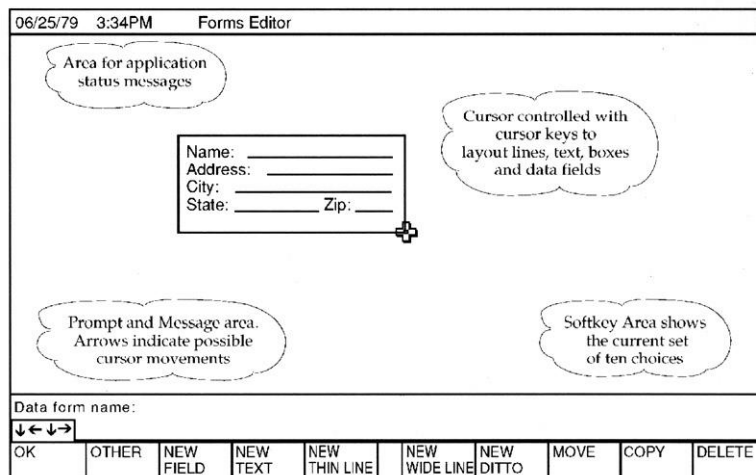 06/25/79 3:34PM Forms Editor
Area for application
status messages
Cursor controlled with
cursor keys to
layout lines, text, boxes
and data fields
Name:
Address:
City:
State: Zip:
Prompt and Message area.
Arrows indicate possible
cursor movements
Softkey Area shows
the current set
of ten choices
Data form name:
↓←↓→
OK OTHER NEW FIELD NEW TEXT NEW THIN LINE NEW WIDE LINE NEW DITTO MOVE COPY DELETE